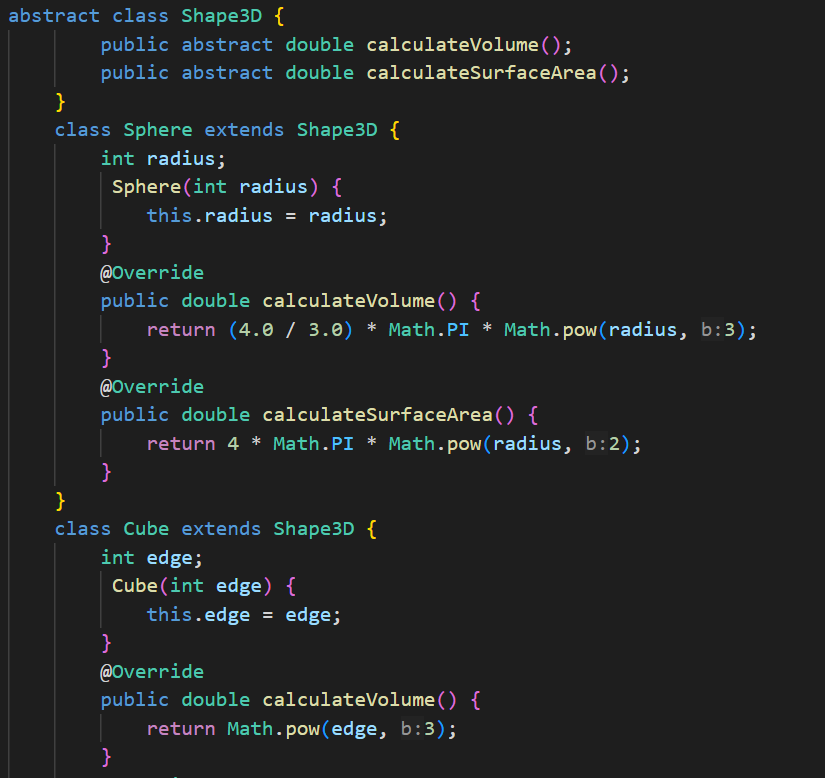 abstract class Shape3D {
public abstract double calculateVolume();
public abstract double calculateSurfaceArea();
}
class Sphere extends Shape3D {
int radius;
Sphere(int radius) {
this.radius = radius;
}
@Override
public double calculateVolume() {
return (4.0 / 3.0) * Math.PI * Math.pow(radius, b:3);
}
@Override
public double calculateSurfaceArea() {
return 4 * Math.PI * Math.pow(radius, b:2);
}
}
class Cube extends Shape3D {
int edge;
Cube(int edge) {
this.edge = edge;
}
@Override
public double calculateVolume() {
return Math.pow(edge, b:3);
}